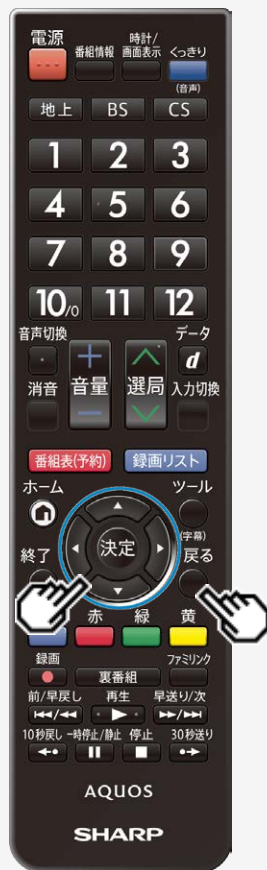 電源
番組情報
時計/
画面表示
くっきり
(音声)
地上 BS CS
1 2 3
4 5 6
7 8 9
10/0 11 12
音声切換
データ
d
消音
音量
選局
入力切換
番組表(予約) 録画リスト
ホーム
ツール
(字幕)
決定
終了
戻る
赤 緑 黄
録画
裏番組
ファミリンク
前/早戻し 再生 早送り/次
10秒戻し 一時停止/静止 停止 30秒送り
AQUOS
SHARP